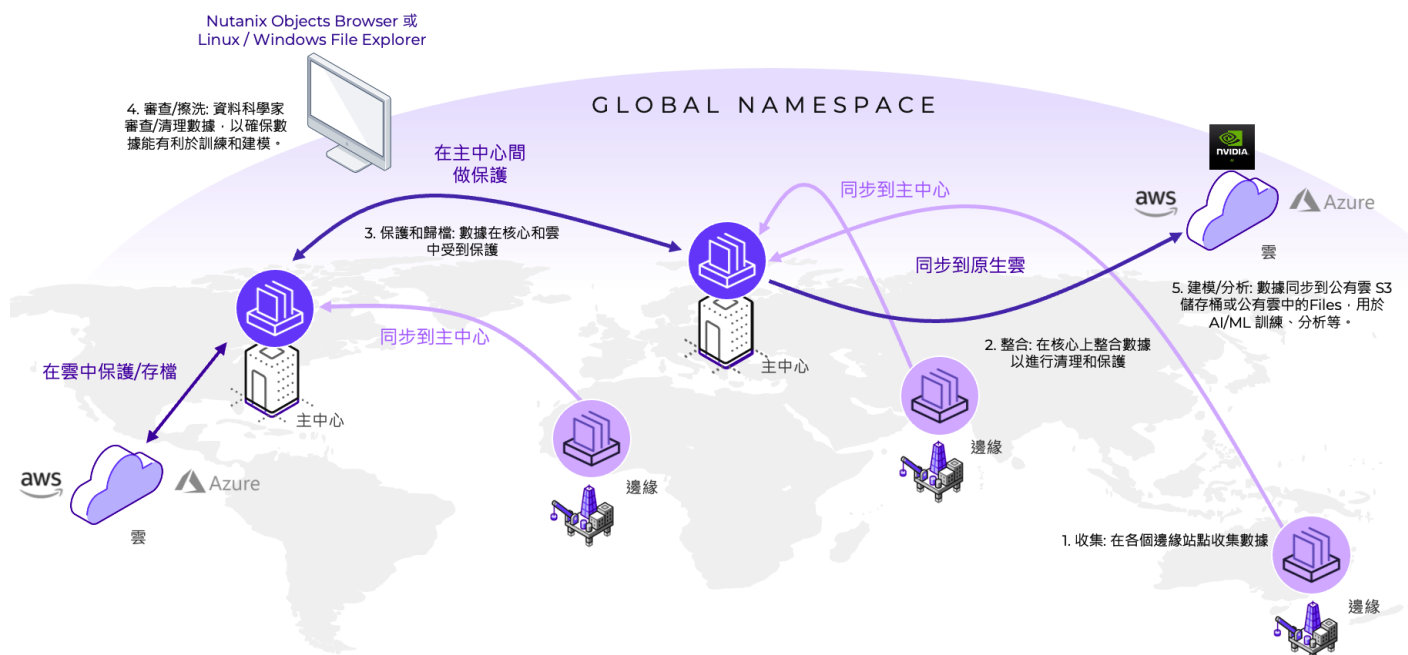 Nutanix Objects Browser 或
Linux / Windows File Explorer
4. 審查/擦洗: 資料科學家
審查/清理數據，以確保數
據能有利於訓練和建模。
GLOBAL NAMESPACE
在主中心間
做保護
同步到主中心
nVIDIA.
AI
aws
Azure
雲
3. 保護和歸檔: 數據在核心和雲
中受到保護
同步到原生雲
5. 建模/分析: 數據同步到公有雲 S3
儲存桶或公有雲中的Files，用於
AI/ML 訓練、分析等。
同步到主中心
2. 整合: 在核心上整合數據
以進行清理和保護
主中心
在雲中保護/存檔
主中心
邊緣
aws
Azure
雲
邊緣
1. 收集: 在各個邊緣站點收集數據
邊緣